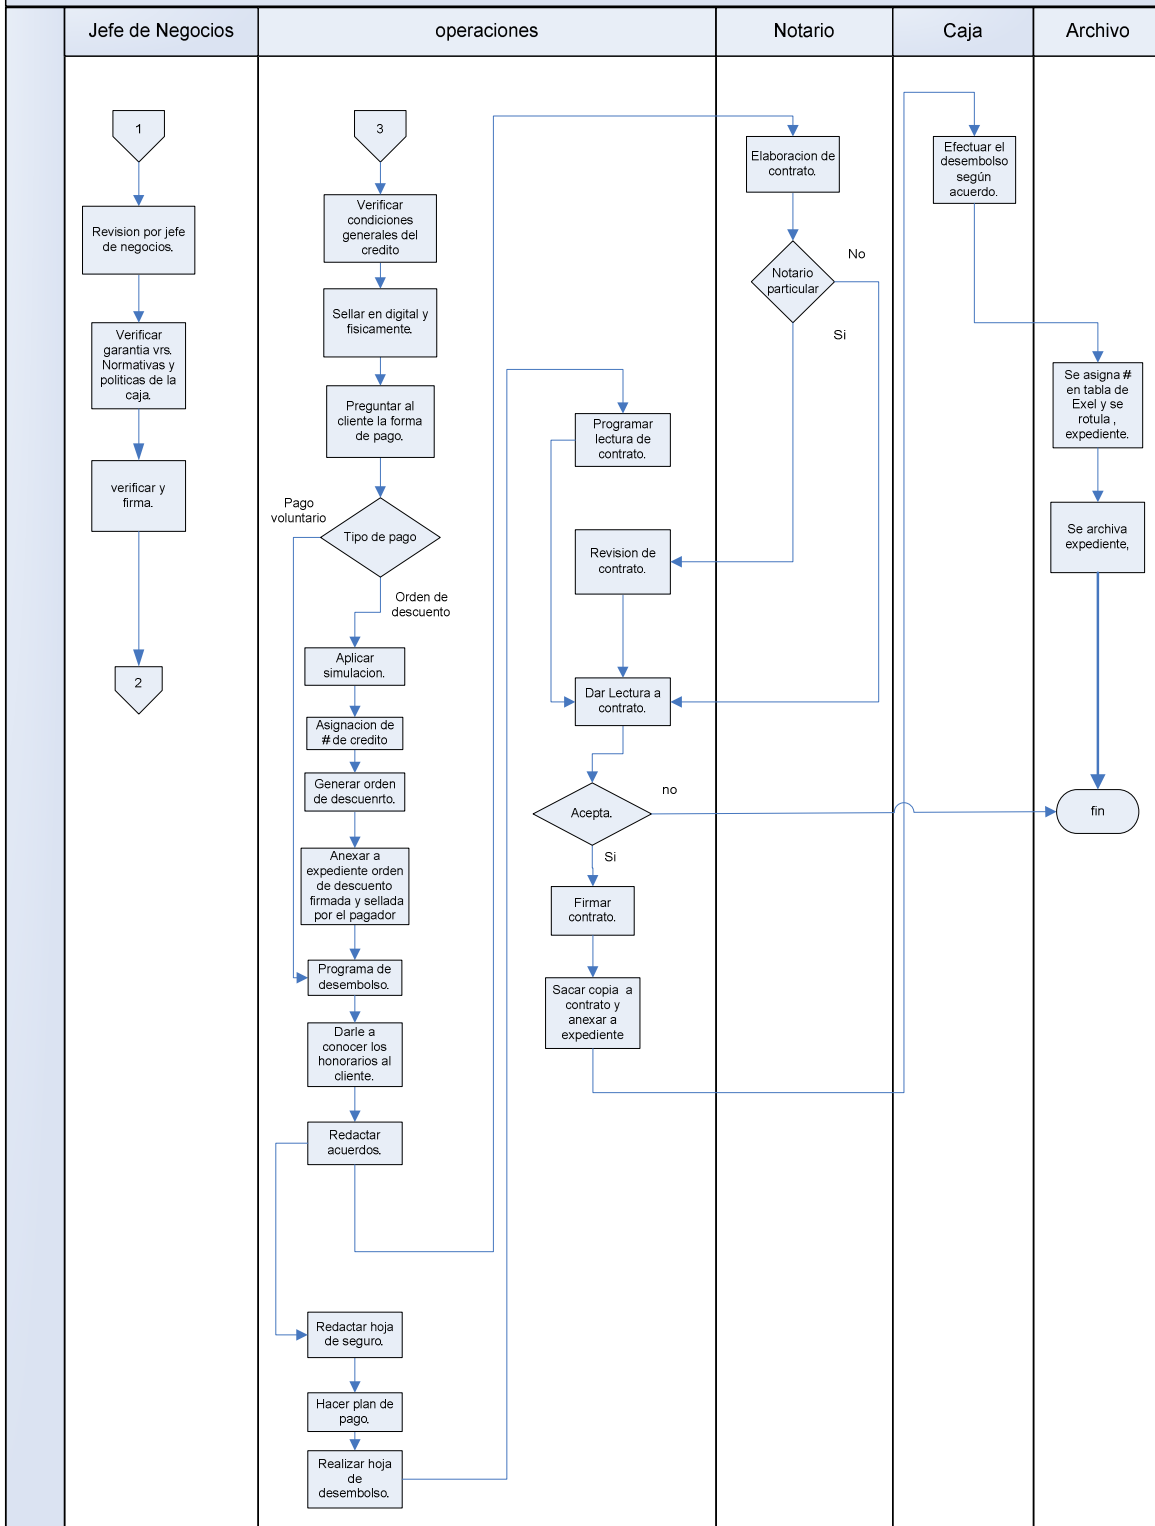 Jefe de Negocios
operaciones
Notario
Caja
Archivo
1
Revision por jefe
de negocios.
Verificar
garantia vrs.
Normativas y
politicas de la
caja.
verificar y
firma.
2
3
Verificar
condiciones
generales del
credito
Sellar en digital y
fisicamente.
Preguntar al
cliente la forma
de pago.
Pago
voluntario
Tipo de pago
Orden de
descuento
Aplicar
simulacion.
Asignacion de
# de credito
Generar orden
de descuenrto.
Anexar a
expediente orden
de descuento
firmada y sellada
por el pagador
Programa de
desembolso.
Darle a
conocer los
honorarios al
cliente.
Redactar
acuerdos.
Redactar hoja
de seguro.
Hacer plan de
pago.
Realizar hoja
de
desembolso.
Programar
lectura de
contrato.
Revision de
contrato.
Dar Lectura a
contrato.
Acepta.
no
Si
Firmar
contrato.
Sacar copia a
contrato y
anexar a
expediente
Elaboracion de
contrato.
Notario
particular
No
Si
Efectuar el
desembolso
según
acuerdo.
Se asigna #
en tabla de
Exel y se
rotula ,
expediente.
Se archiva
expediente,
fin